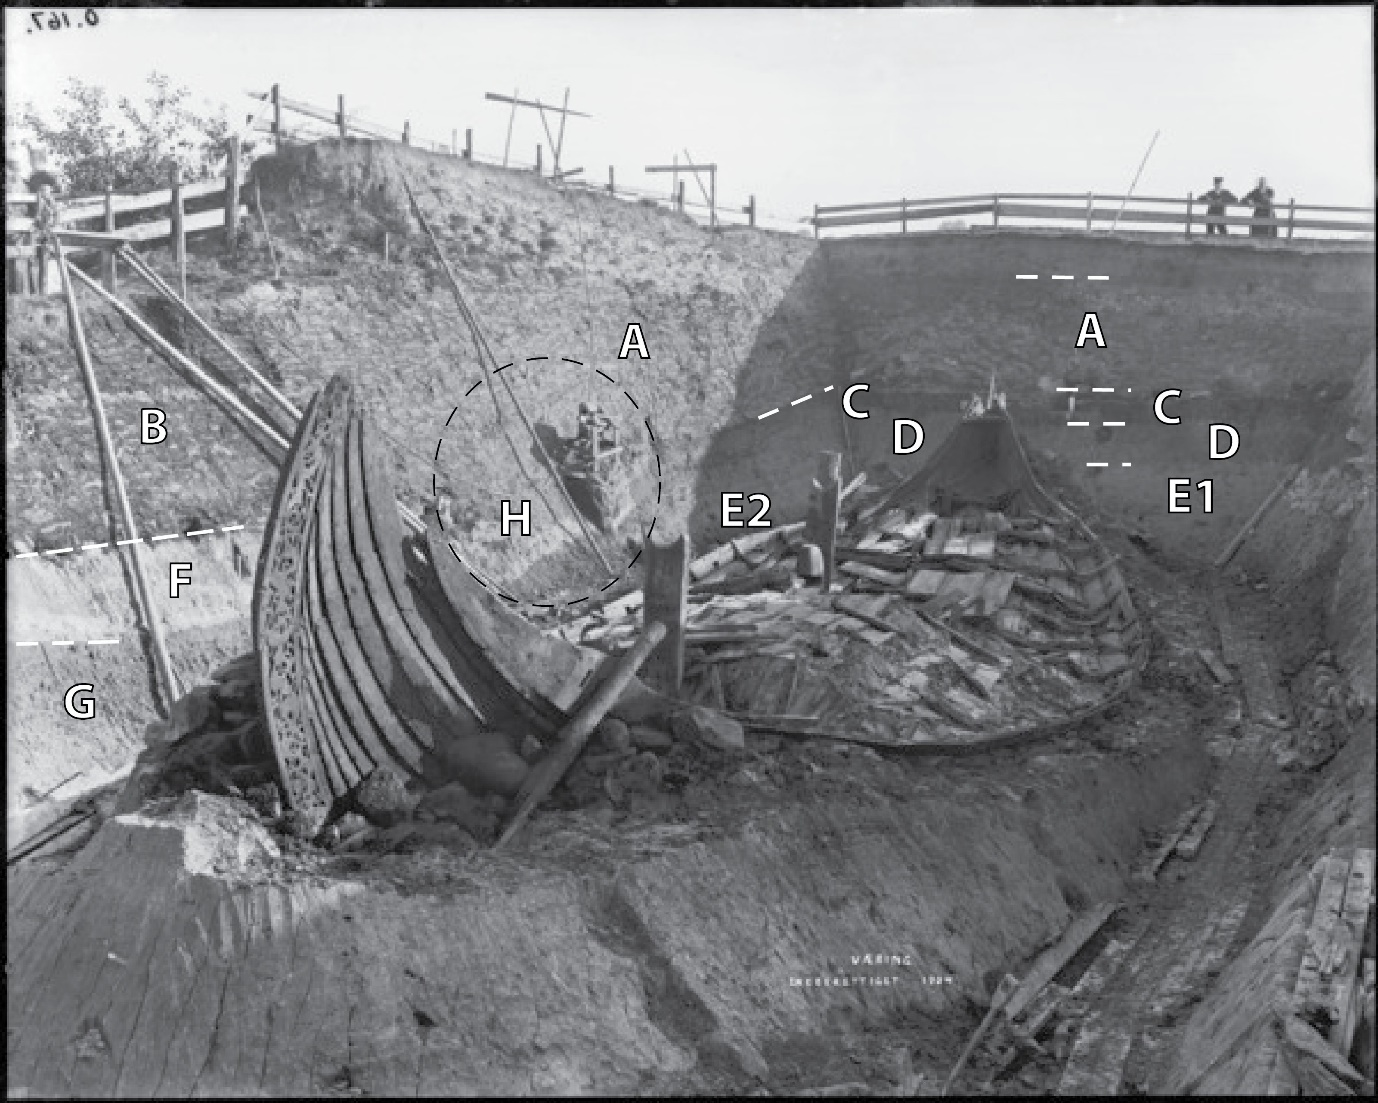 0.167.
A
A
B
C
C
D
D
E1
E2
H
F
G
VÆRING
ENEBERETTIGET 1904